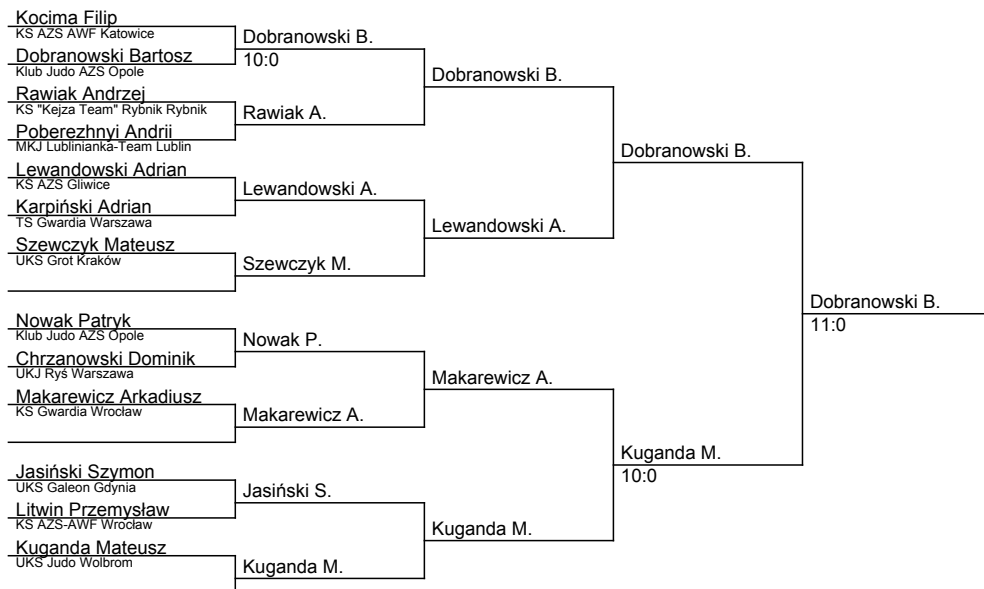 Kocima Filip
KS AZS AWF Katowice
Dobranowski B.
10:0
Dobranowski Bartosz
Klub Judo AZS Opole
Dobranowski B.
Rawiak Andrzej
KS "Kejza Team" Rybnik Rybnik
Rawiak A.
Poberezhnyi Andrii
MKJ Lublinianka-Team Lublin
Dobranowski B.
Lewandowski Adrian
KS AZS Gliwice
Lewandowski A.
Karpiński Adrian
TS Gwardia Warszawa
Lewandowski A.
Szewczyk Mateusz
UKS Grot Kraków
Szewczyk M.
Dobranowski B.
11:0
Nowak Patryk
Klub Judo AZS Opole
Nowak P.
Chrzanowski Dominik
UKJ Ryś Warszawa
Makarewicz A.
Makarewicz Arkadiusz
KS Gwardia Wrocław
Makarewicz A.
Kuganda M.
10:0
Jasiński Szymon
UKS Galeon Gdynia
Jasiński S.
Litwin Przemysław
KS AZS-AWF Wrocław
Kuganda M.
Kuganda Mateusz
UKS Judo Wolbrom
Kuganda M.